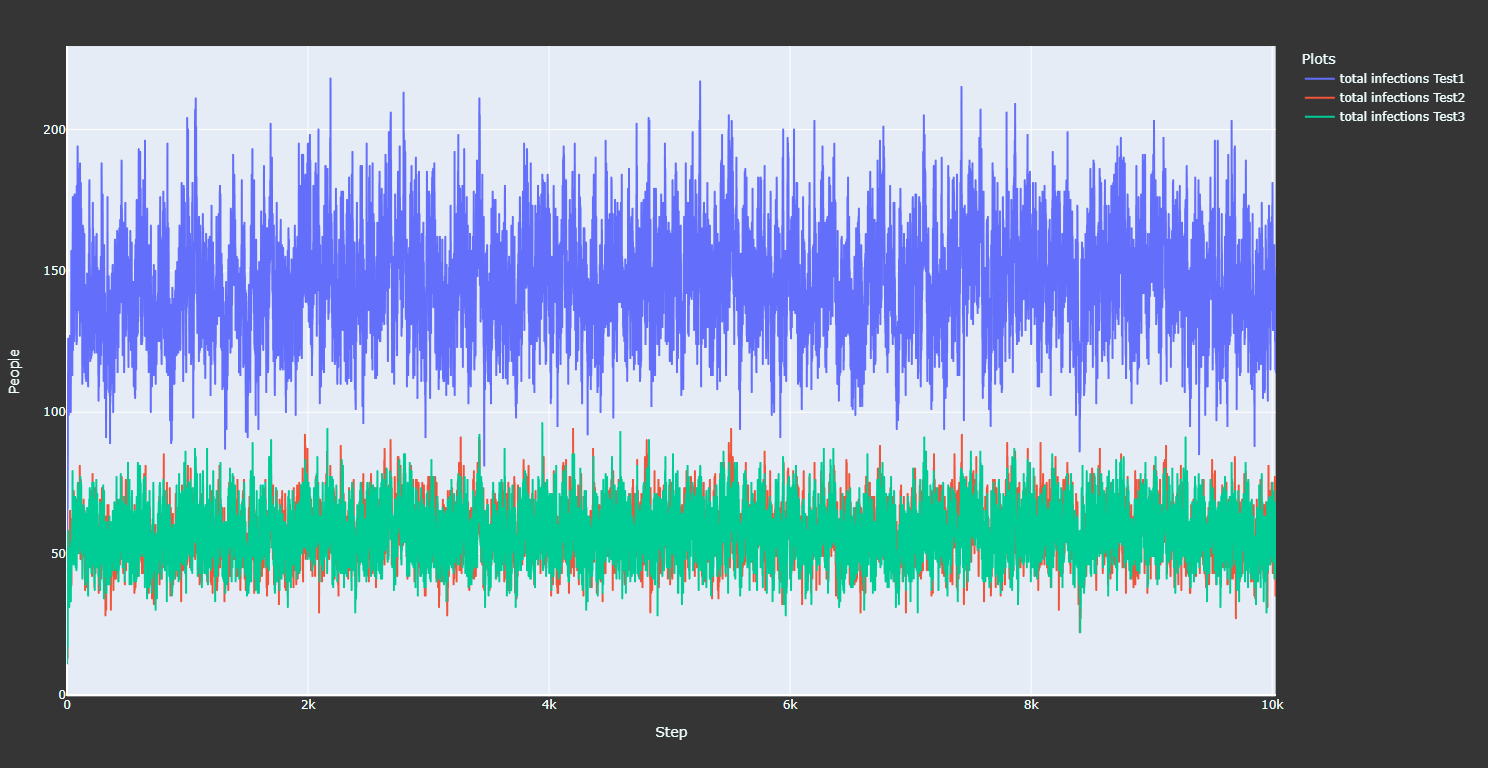 Plots
total infections Test1
total infections Test2
total infections Test3
200
150
100
50
0
People
0 2k 4k 6k 8k 10k
Step